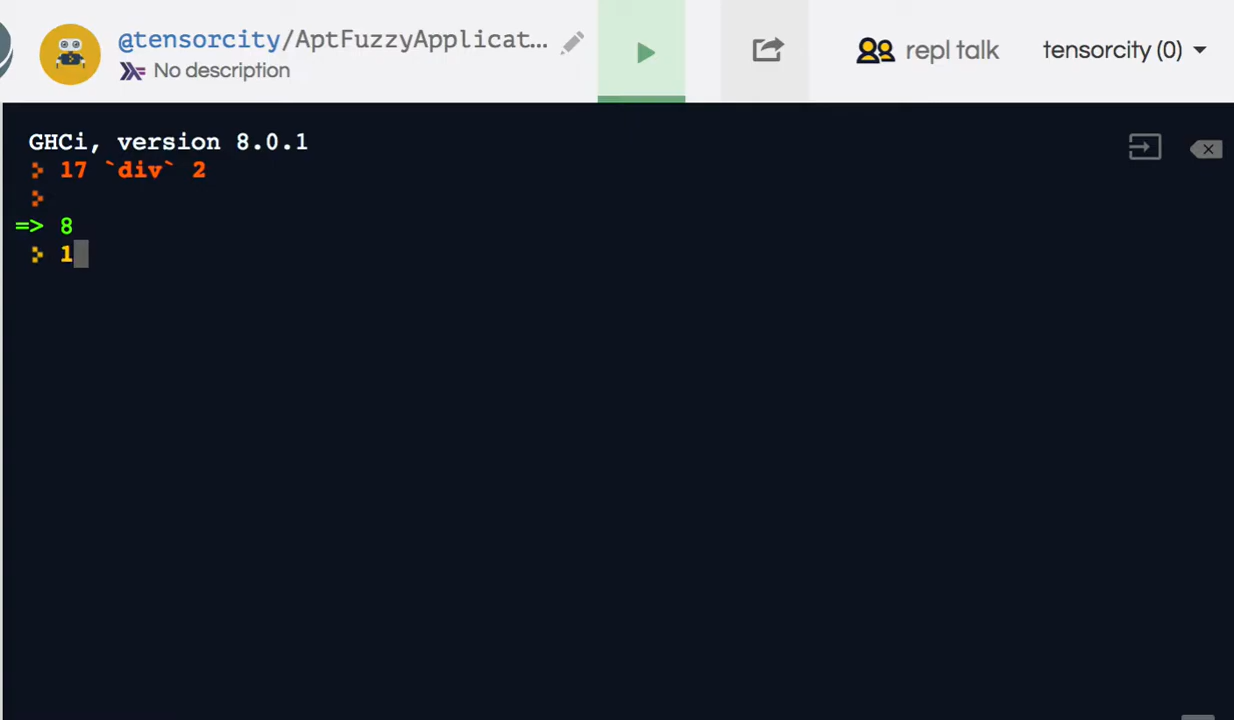 @tensorcity/AptFuzzyApplicat...
No description
repl talk
tensorcity (0)
GHCi, version 8.0.1
17 `div` 2
=> 8
1